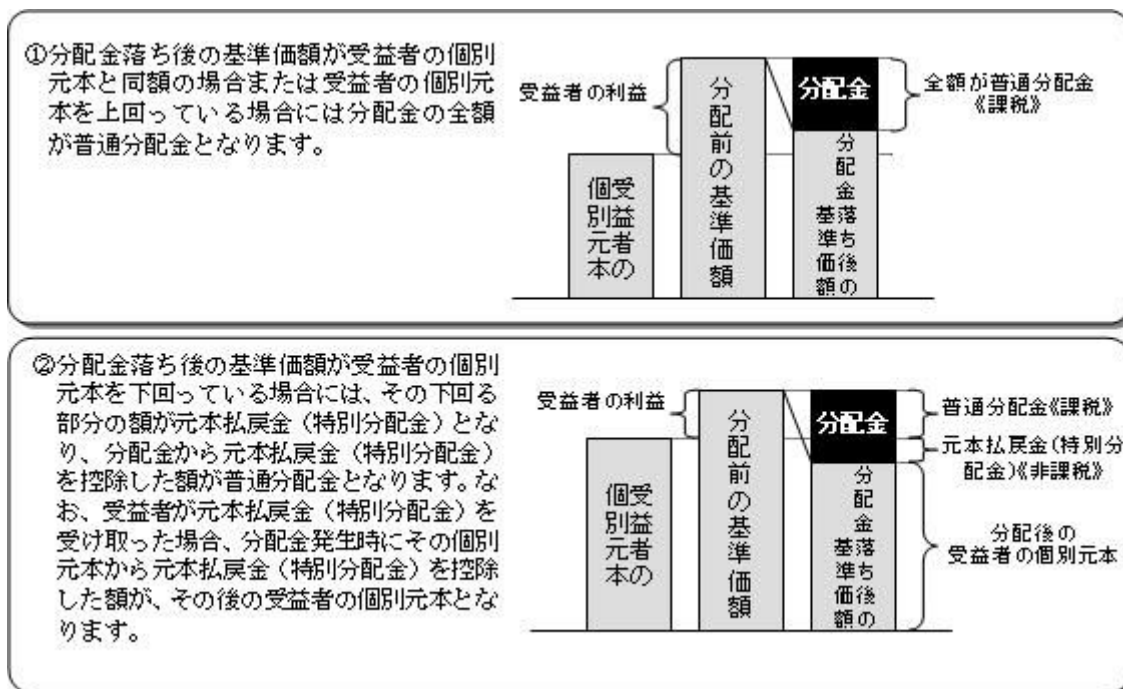 ①分配金落ち後の基準価額が受益者の個別
元本と同額の場合または受益者の個別元
本を上回っている場合には分配金の全額
が普通分配金となります。
受益者の利益
受益者の
個別元本
分配前の基準価額
分配金
分配金落ち後の
基準価額
全額が普通分配金
《課税》
②分配金落ち後の基準価額が受益者の個別
元本を下回っている場合には、その下回る
部分の額が元本払戻金（特別分配金）とな
り、分配金から元本払戻金（特別分配金）
を控除した額が普通分配金となります。な
お、受益者が元本払戻金（特別分配金）を
受け取った場合、分配金発生時にその個別
元本から元本払戻金（特別分配金）を控除
した額が、その後の受益者の個別元本とな
ります。
受益者の利益
受益者の
個別元本
分配前の基準価額
分配金
分配金落ち後の
基準価額
普通分配金《課税》
元本払戻金（特別分
配金）《非課税》
分配後の
受益者の個別元本